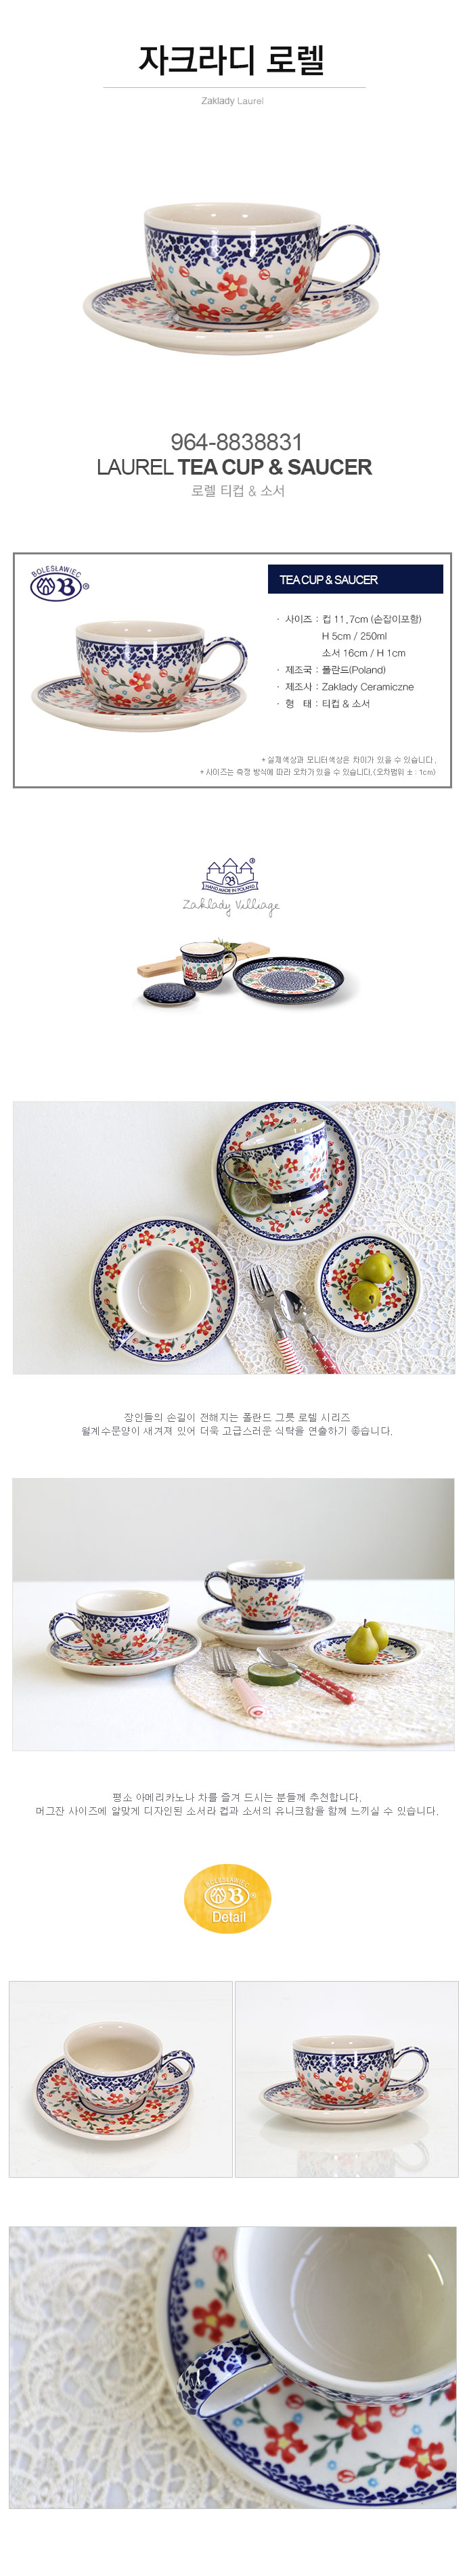 자크라디 로렐
Zaklady Laurel
964-8838831
LAUREL TEA CUP & SAUCER
로렐 티컵 & 소서
BOLESŁAWIEC
B ®
TEA CUP & SAUCER
· 사이즈 : 컵 11,7cm (손잡이포함)
H 5cm / 250ml
소서 16cm / H 1cm
· 제조국 : 폴란드(Poland)
· 제조사 : Zaklady Ceramiczne
· 형 태 : 티컵 & 소서
* 실제색상과 모니터색상은 차이가 있을 수 있습니다.
* 사이즈는 측정 방식에 따라 오차가 있을 수 있습니다.(오차범위 ± : 1cm)
B ®
HAND MADE IN POLAND
Zaklady Villiage
장인들의 손길이 전해지는 폴란드 그릇 로렐 시리즈
월계수문양이 새겨져 있어 더욱 고급스러운 식탁을 연출하기 좋습니다.
평소 아메리카노나 차를 즐겨 드시는 분들께 추천합니다.
머그잔 사이즈에 알맞게 디자인된 소서라 컵과 소서의 유니크함을 함께 느끼실 수 있습니다.
BOLESŁAWIEC
B ®
Detail